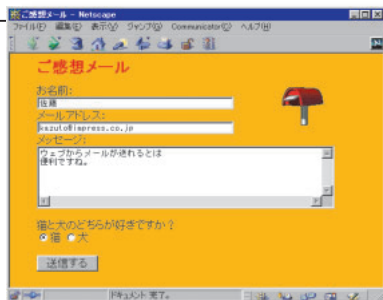 ご感想メール - Netscape
ファイル(F) 編集(E) 表示(V) ジャンプ(G) Communicator(C) ヘルプ(H)
ご感想メール
お名前:
佐藤
メールアドレス:
kazuto@impress.co.jp
メッセージ:
ウェブからメールが送れるとは
便利ですね。
猫と犬のどちらが好きですか?
猫 犬
送信する
ドキュメント完了。